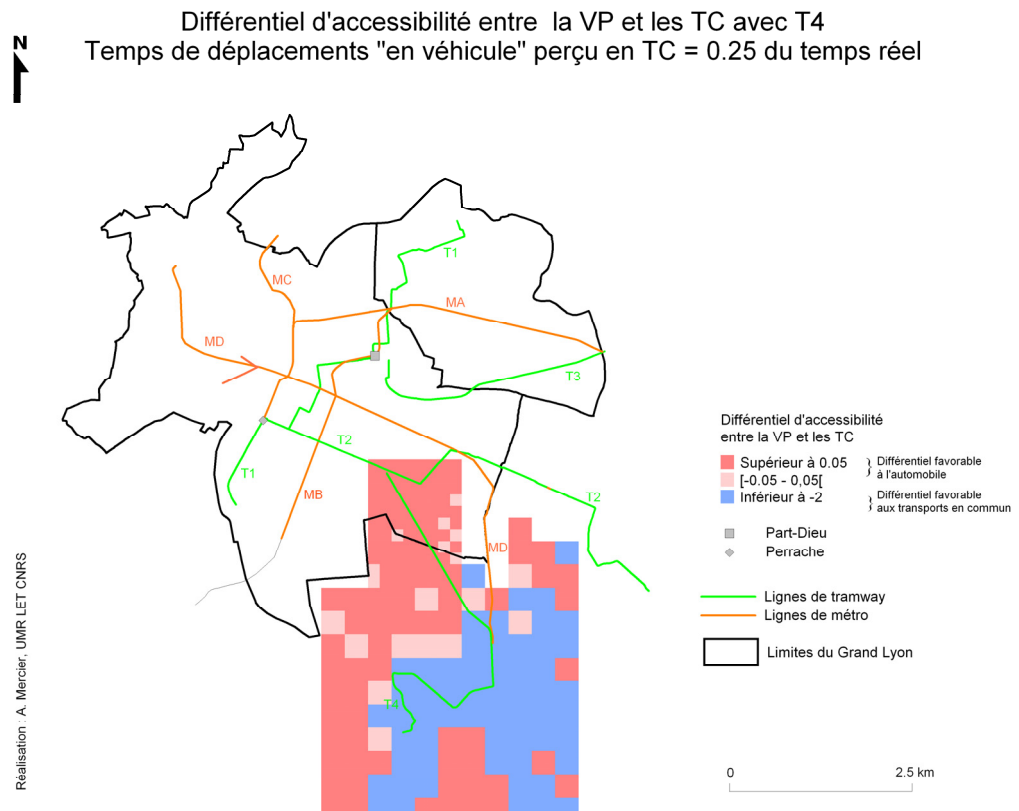 Différentiel d'accessibilité entre la VP et les TC avec T4
Temps de déplacements "en véhicule" perçu en TC = 0.25 du temps réel
N
T1
MC
MA
MD
T3
T2
T1
MB
T2
MD
T4
Différentiel d'accessibilité
entre la VP et les TC
Supérieur à 0.05
[-0.05 - 0,05[
Inférieur à -2
} Différentiel favorable
à l'automobile
} Différentiel favorable
aux transports en commun
Part-Dieu
Perrache
Lignes de tramway
Lignes de métro
Limites du Grand Lyon
0 2.5 km
Réalisation : A. Mercier, UMR LET CNRS